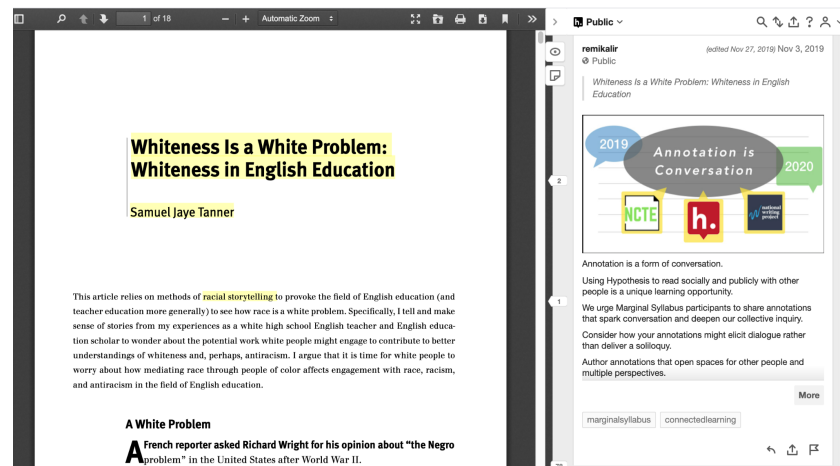 1 of 18
Automatic Zoom
Whiteness Is a White Problem:
Whiteness in English Education
Samuel Jaye Tanner
This article relies on methods of racial storytelling to provoke the field of English education (and
teacher education more generally) to see how race is a white problem. Specifically, I tell and make
sense of stories from my experiences as a white high school English teacher and English educa-
tion scholar to wonder about the potential work white people might engage to contribute to better
understandings of whiteness and, perhaps, antiracism. I argue that it is time for white people to
worry about how mediating race through people of color affects engagement with race, racism,
and antiracism in the field of English education.
A White Problem
A French reporter asked Richard Wright for his opinion about “the Negro
problem” in the United States after World War II.
2
1
h. Public
remikalir
(edited Nov 27, 2019) Nov 3, 2019
Public
Whiteness Is a White Problem: Whiteness in English
Education
2019
Annotation is
Conversation
2020
NCTE
h.
national
writing
project
Annotation is a form of conversation.
Using Hypothesis to read socially and publicly with other
people is a unique learning opportunity.
We urge Marginal Syllabus participants to share annotations
that spark conversation and deepen our collective inquiry.
Consider how your annotations might elicit dialogue rather
than deliver a soliloquy.
Author annotations that open spaces for other people and
multiple perspectives.
More
marginalsyllabus
connectedlearning